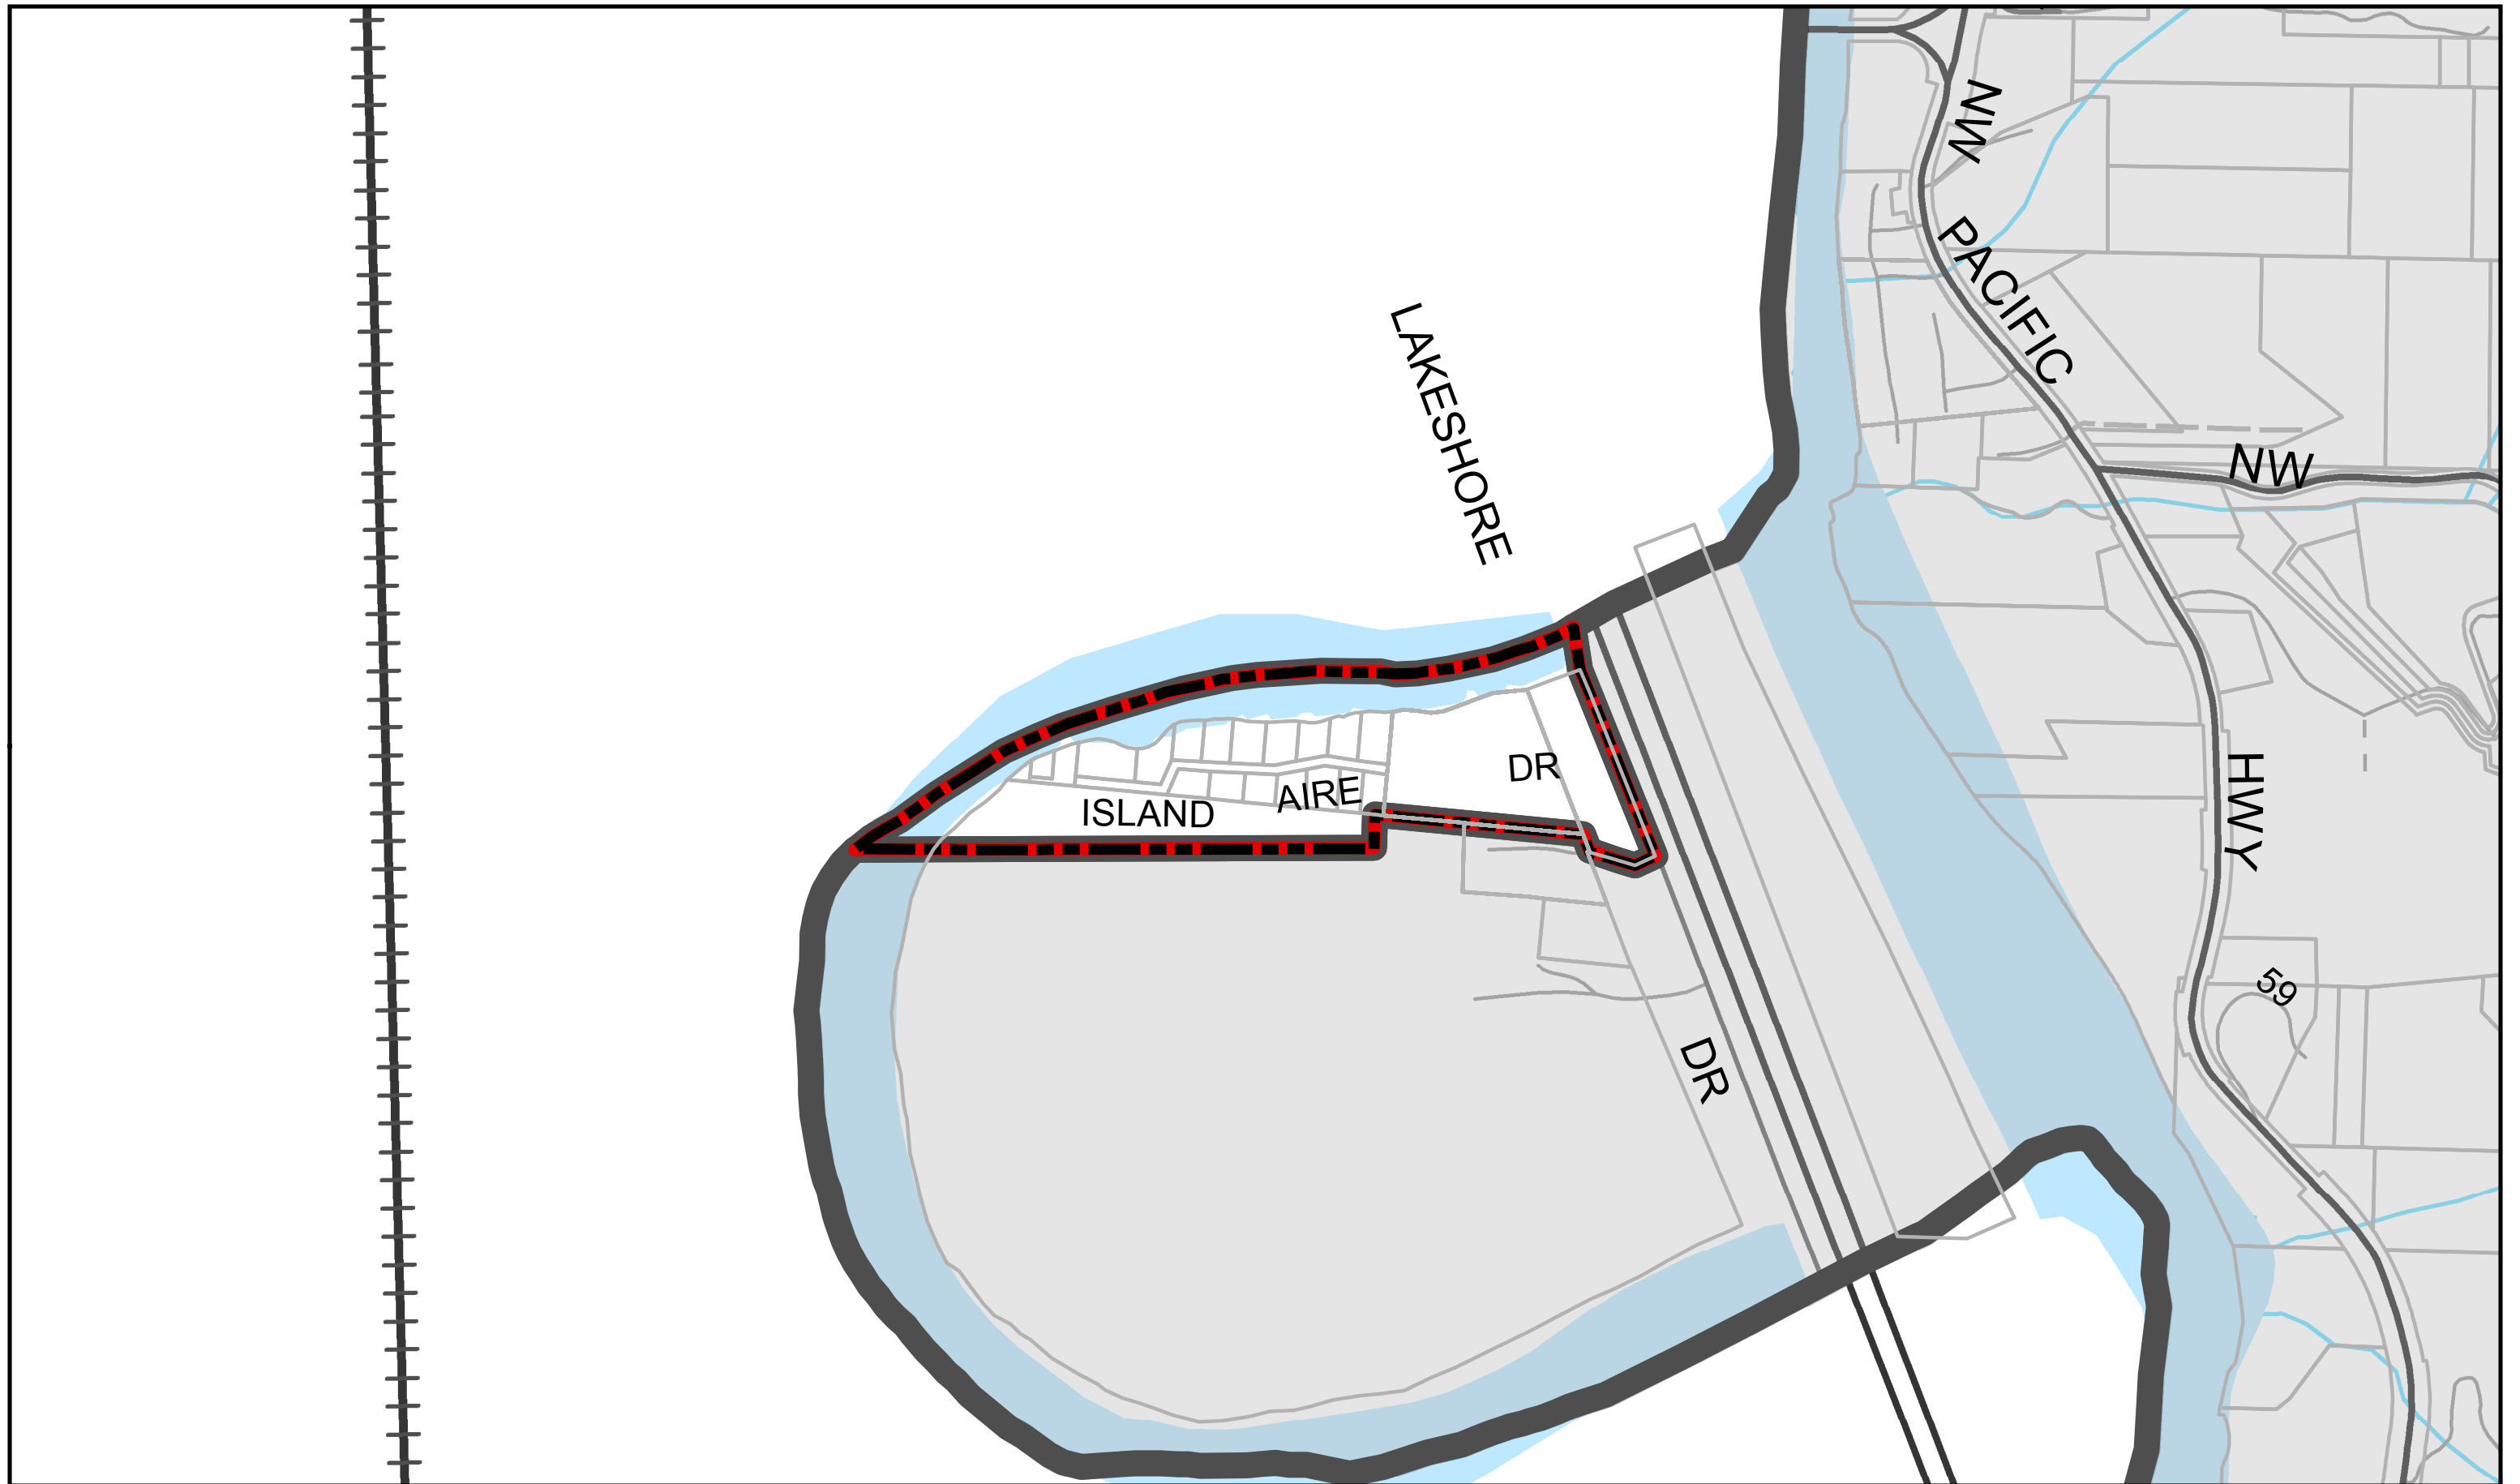 NW
PACIFIC
LAKESHORE
NW
DR
ISLAND
AIRE
HWY
59
DR